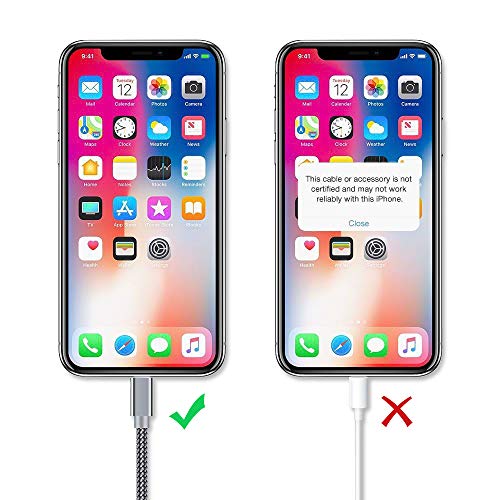 9:41
Tuesday
12
Mail
Calendar
Photos
Camera
Maps
Clock
Weather
News
Home
Notes
Stocks
Reminders
TV
App Store
iTunes Store
iBooks
Health
Wallet
Settings
9:41
Tuesday
12
Mail
Calendar
Photos
Camera
Maps
Clock
Weather
News
This cable or accessory is not
certified and may not work
reliably with this iPhone.
Close
Health
Wallet
Settings